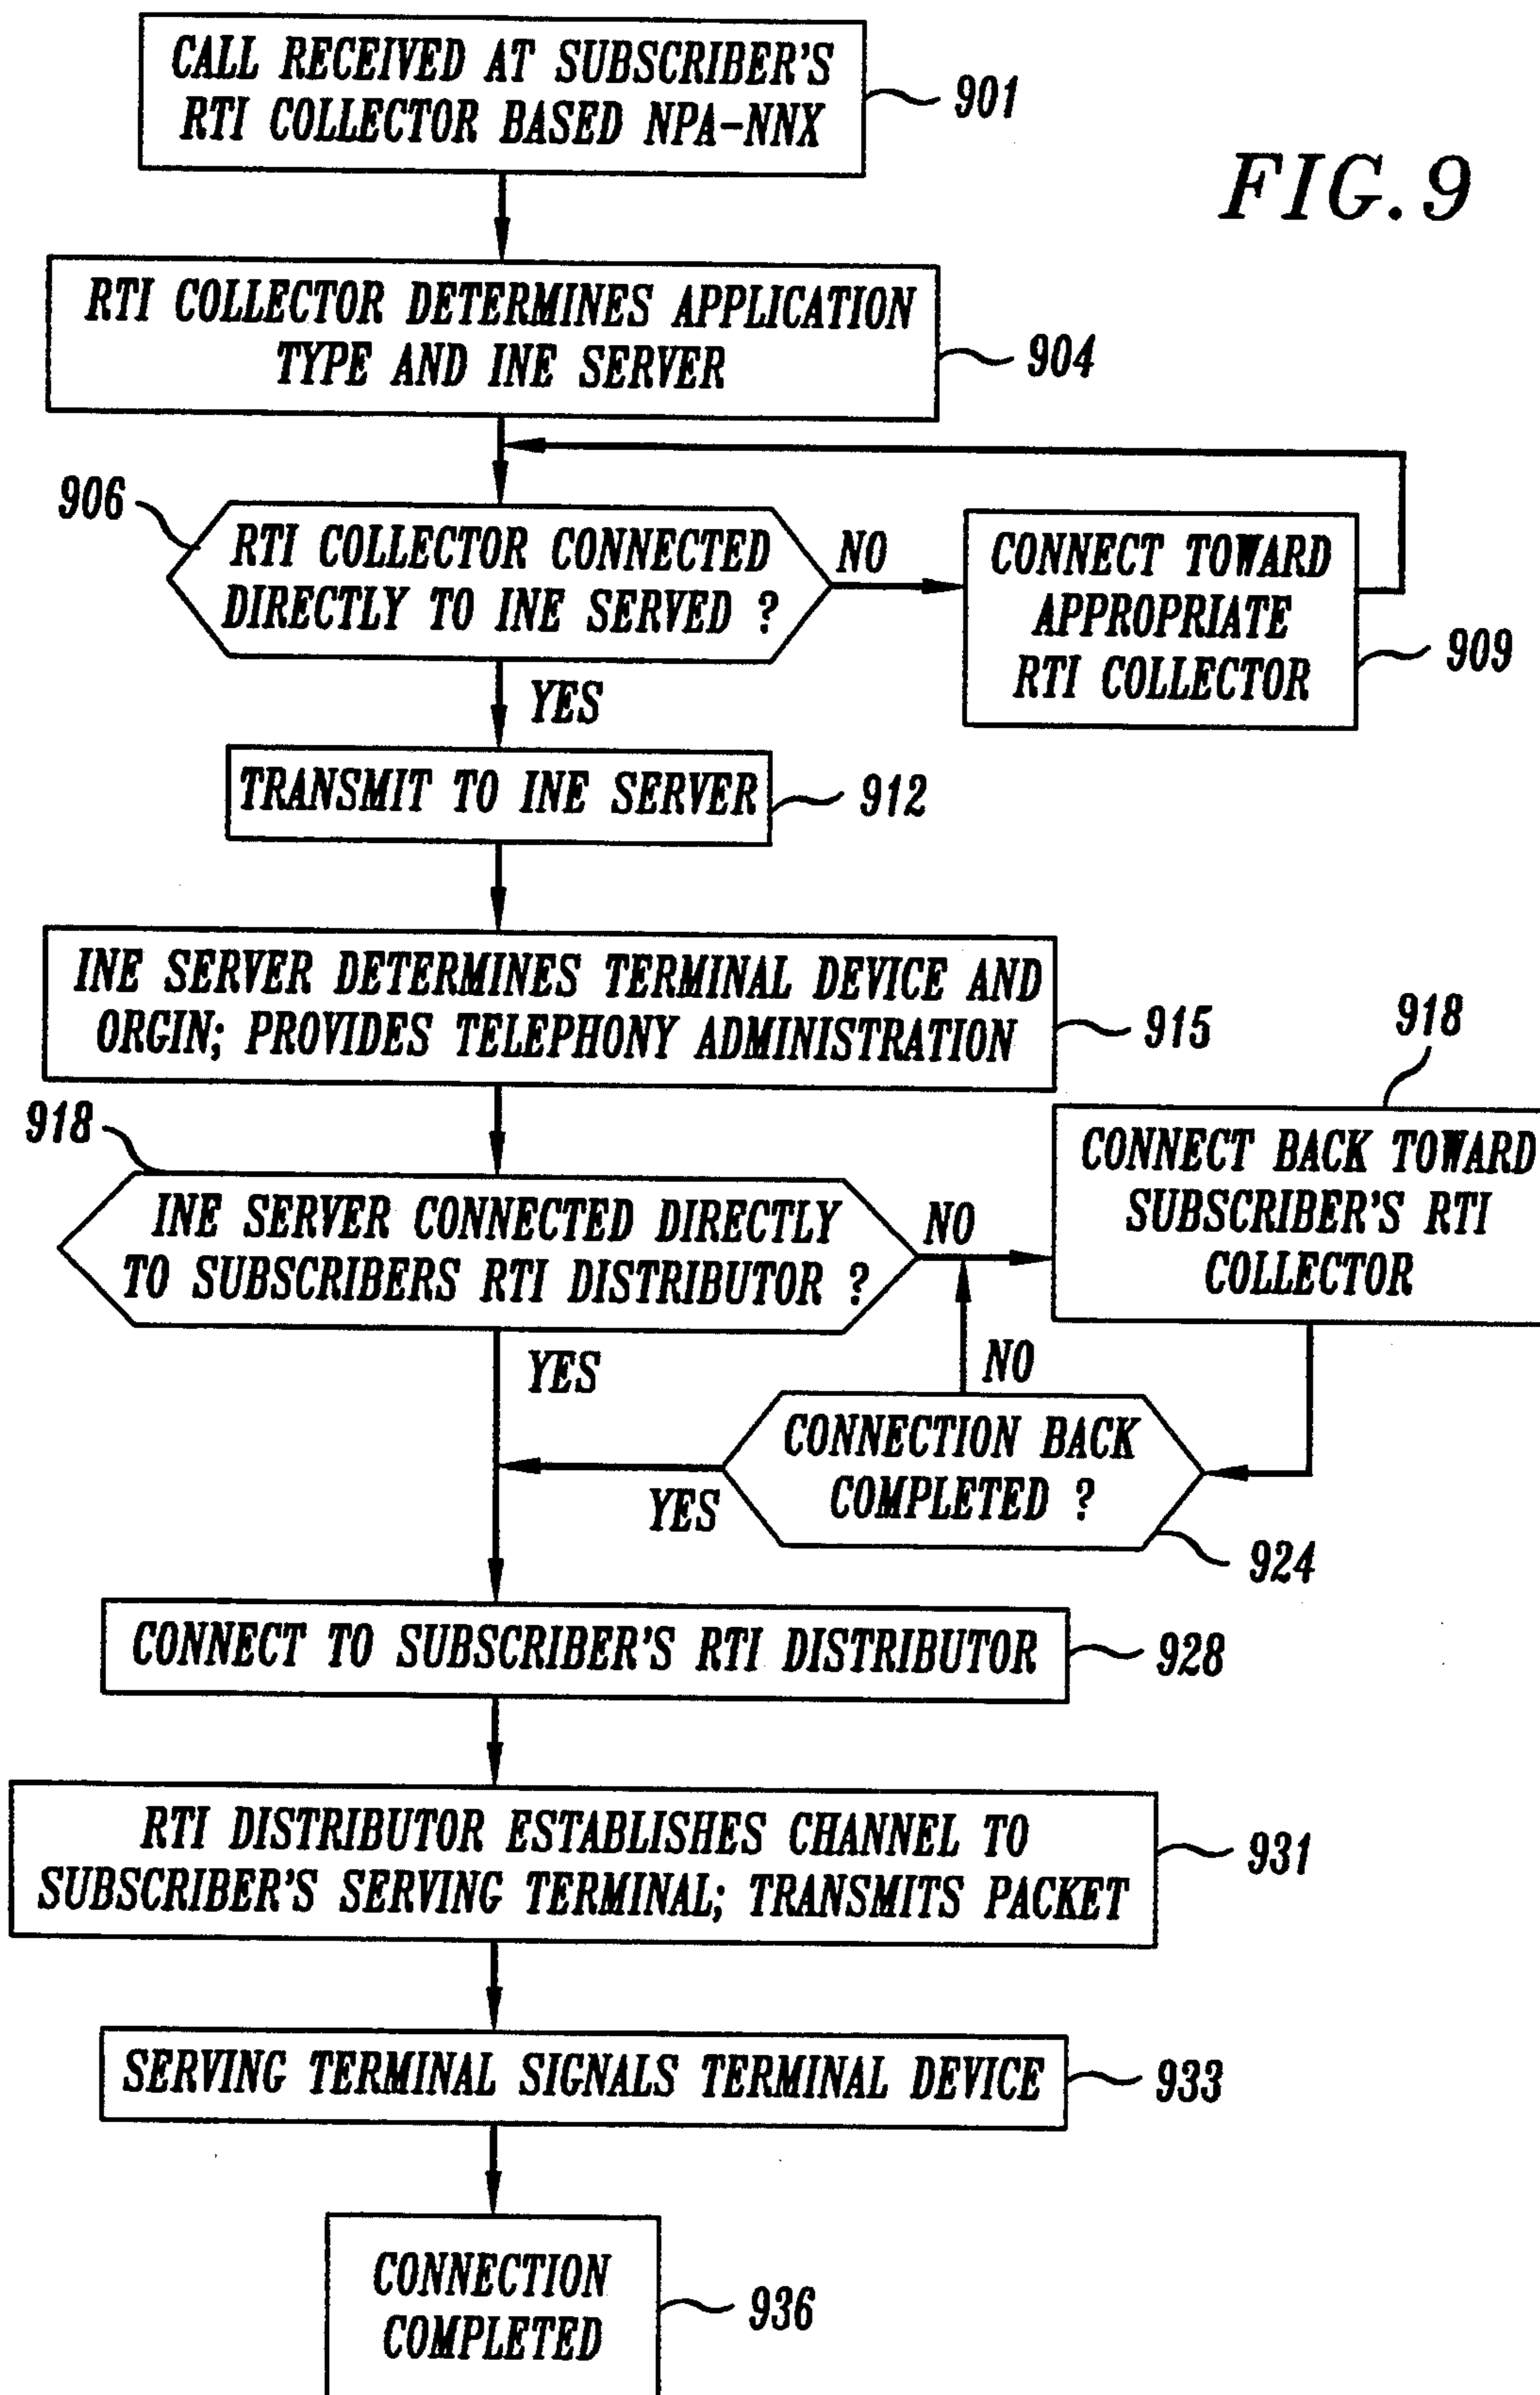 CALL RECEIVED AT SUBSCRIBER'S
RTI COLLECTOR BASED NPA-NNX
901
FIG. 9
RTI COLLECTOR DETERMINES APPLICATION
TYPE AND INE SERVER
904
906
RTI COLLECTOR CONNECTED
DIRECTLY TO INE SERVED ?
NO
CONNECT TOWARD
APPROPRIATE
RTI COLLECTOR
909
YES
TRANSMIT TO INE SERVER
912
INE SERVER DETERMINES TERMINAL DEVICE AND
ORGIN; PROVIDES TELEPHONY ADMINISTRATION
915
918
INE SERVER CONNECTED DIRECTLY
TO SUBSCRIBERS RTI DISTRIBUTOR ?
NO
918
CONNECT BACK TOWARD
SUBSCRIBER'S RTI
COLLECTOR
YES
NO
CONNECTION BACK
COMPLETED ?
YES
924
CONNECT TO SUBSCRIBER'S RTI DISTRIBUTOR
928
RTI DISTRIBUTOR ESTABLISHES CHANNEL TO
SUBSCRIBER'S SERVING TERMINAL; TRANSMITS PACKET
931
SERVING TERMINAL SIGNALS TERMINAL DEVICE
933
CONNECTION
COMPLETED
936